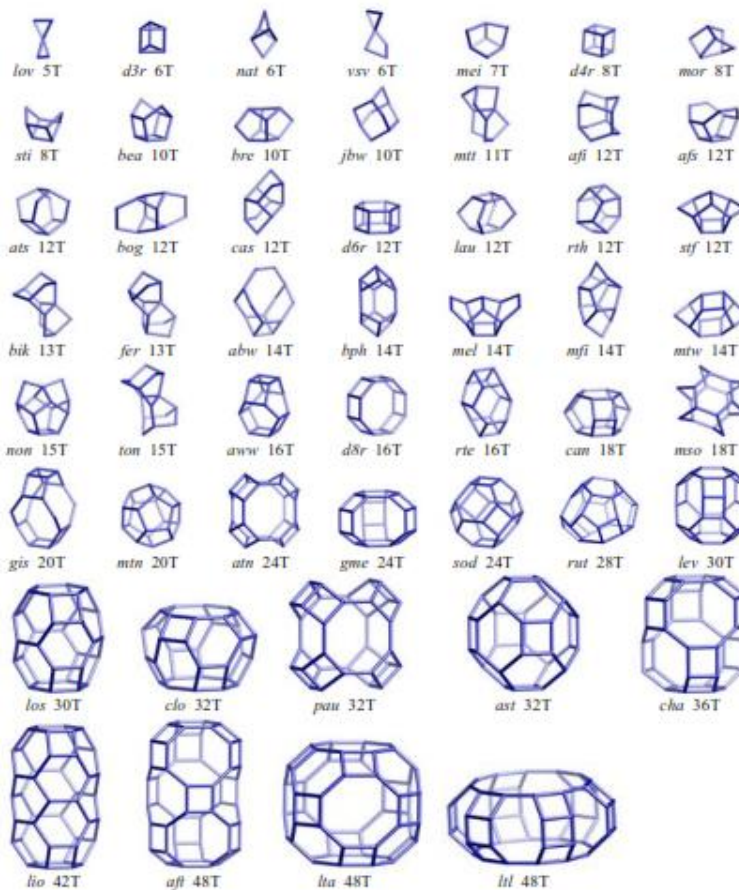 lov 5T d3r 6T nat 6T vsv 6T mei 7T d4r 8T mor 8T
sti 8T bea 10T bre 10T jbw 10T mtt 11T afi 12T afs 12T
ats 12T bog 12T cas 12T d6r 12T lau 12T rth 12T stf 12T
bik 13T fer 13T abw 14T bph 14T mel 14T mfi 14T mtw 14T
non 15T ton 15T aww 16T d8r 16T rte 16T can 18T mso 18T
gis 20T mtn 20T atn 24T gme 24T sod 24T rut 28T lev 30T
los 30T clo 32T pau 32T ast 32T cha 36T
lio 42T aft 48T lta 48T ltl 48T